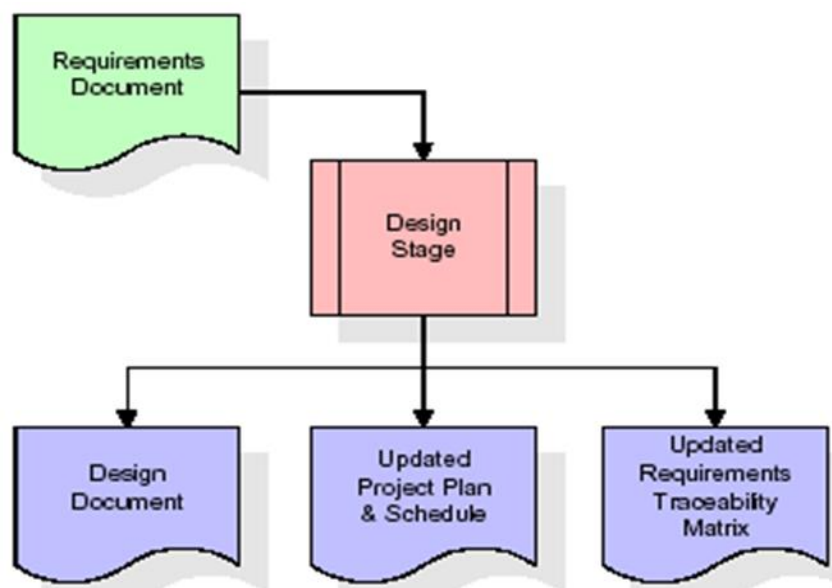 Requirements
Document
Design
Stage
Design
Document
Updated
Project Plan
& Schedule
Updated
Requirements
Traceability
Matrix